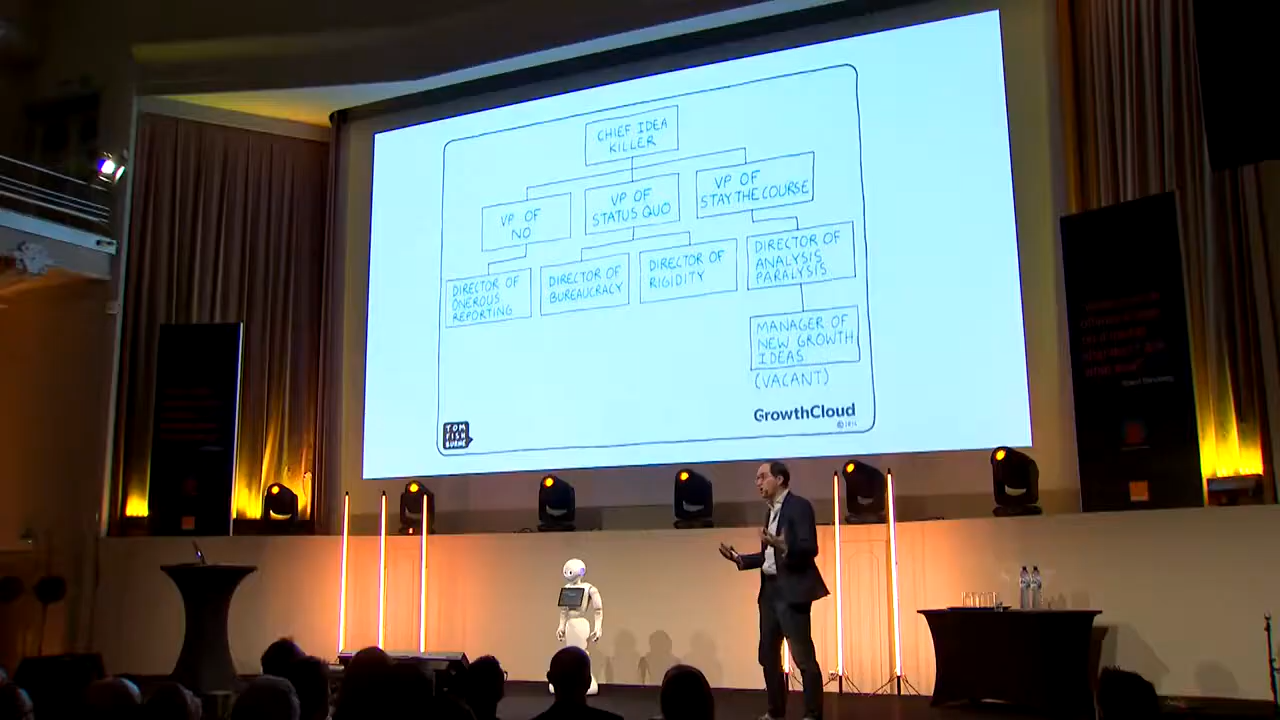 CHIEF IDEA
KILLER
VP OF
NO
VP OF
STATUS QUO
VP OF
STAY THE COURSE
DIRECTOR OF
ONEROUS
REPORTING
DIRECTOR OF
BUREAUCRACY
DIRECTOR OF
RIGIDITY
DIRECTOR OF
ANALYSIS
PARALYSIS
MANAGER OF
NEW GROWTH
IDEAS
(VACANT)
TOM
FISH
BURNE
GrowthCloud